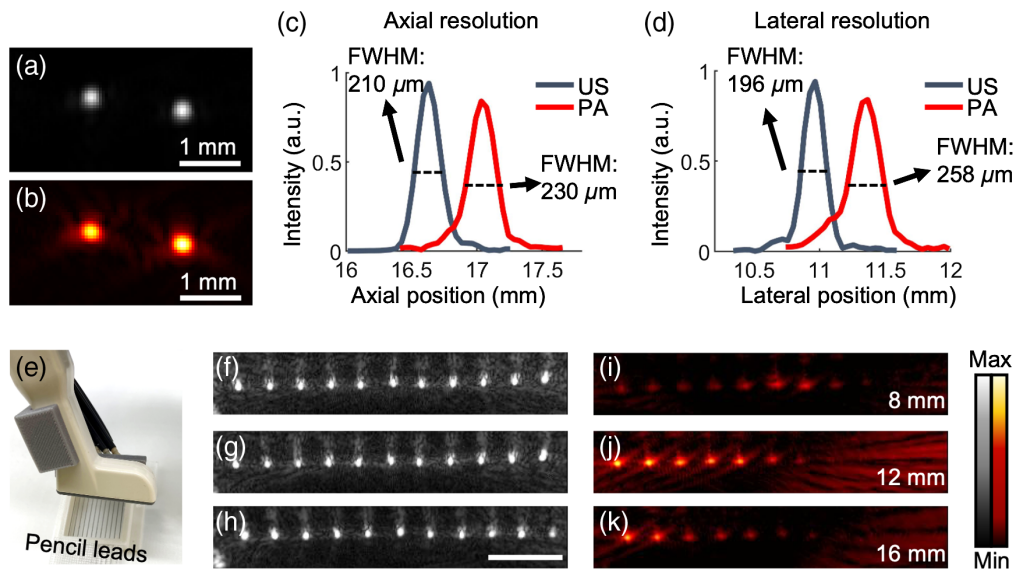 (a)
1 mm
(b)
1 mm
(c)
Axial resolution
FWHM:
210 μm
US
PA
FWHM:
230 μm
Intensity (a.u.)
1
0.5
0
16
16.5
17
17.5
Axial position (mm)
(d)
Lateral resolution
FWHM:
196 μm
US
PA
FWHM:
258 μm
Intensity (a.u.)
1
0.5
0
10.5
11
11.5
12
Lateral position (mm)
(e)
Pencil leads
(f)
(g)
(h)
(i)
8 mm
(j)
12 mm
(k)
16 mm
Max
Min